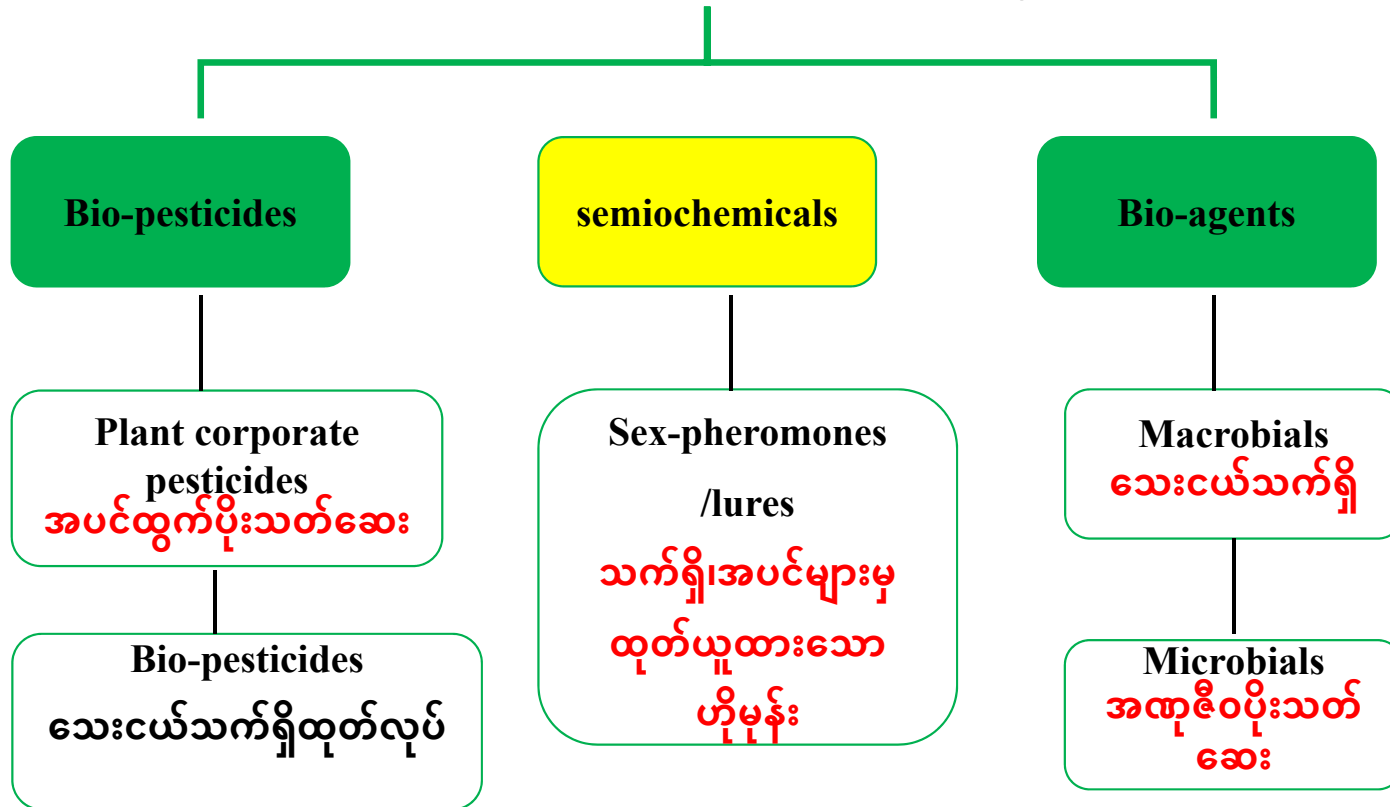 Bio-pesticides
semiochemicals
Bio-agents
Plant corporate
pesticides
အပင်ထွက်ပိုးသတ်ဆေး
Sex-pheromones
/lures
သက်ရှိ၊အပင်များမှ
ထုတ်ယူထားသော
ဟိုမုန်း
Macrobials
သေးငယ်သက်ရှိ
Bio-pesticides
သေးငယ်သက်ရှိထုတ်လုပ်
Microbials
အဏုဇီဝပိုးသတ်
ဆေး